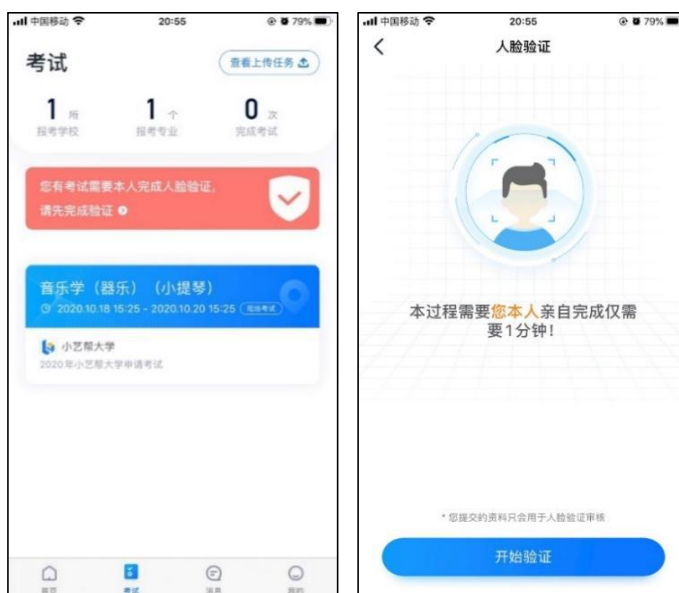 中国移动
20:55
79%
考试
查看上传任务
1 所
1 个
0 次
报考学校
报考专业
完成考试
您有考试需要本人完成人脸验证,
请先完成验证
音乐学（器乐）（小提琴）
2020.10.18 15:25 - 2020.10.20 15:25
小艺帮大学
2020年小艺帮大学申请考试
首页
考试
消息
我的
中国移动
20:55
79%
人脸验证
本过程需要您本人亲自完成仅需
要1分钟！
* 您提交的资料只会用于人脸验证审核
开始验证